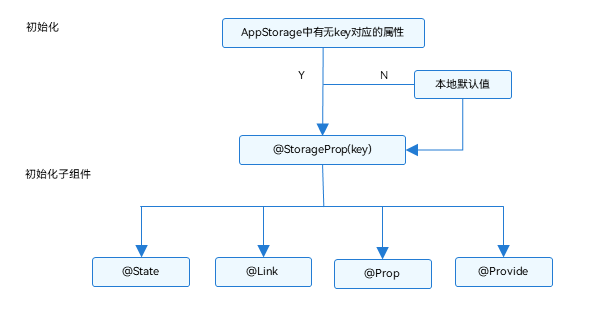 初始化
AppStorage中有无key对应的属性
Y
N
本地默认值
@StorageProp(key)
初始化子组件
@State
@Link
@Prop
@Provide